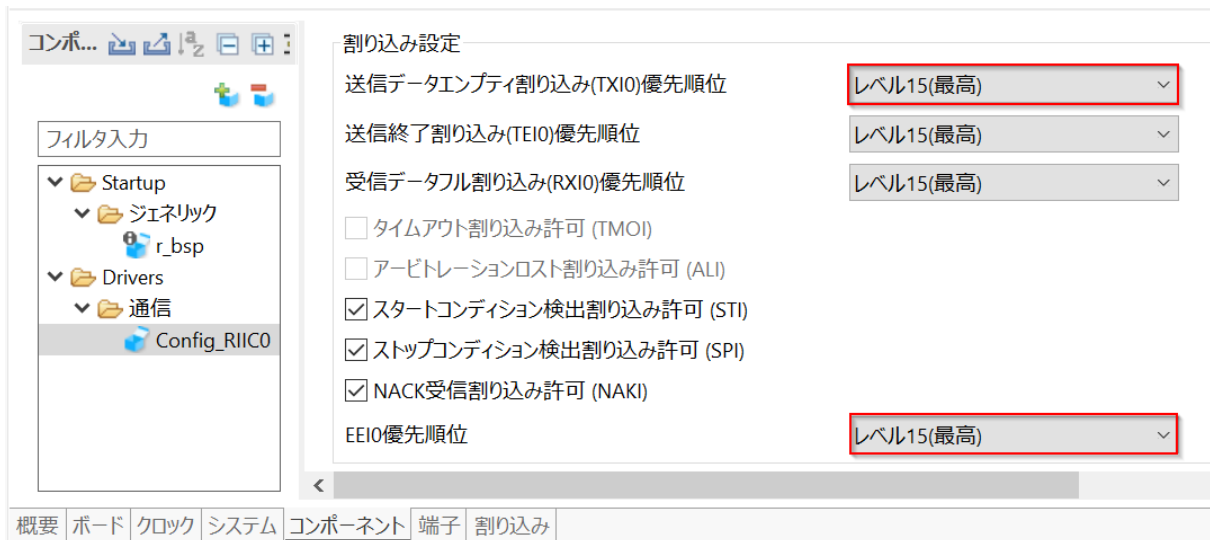 コンポ...
割り込み設定
送信データエンプティ割り込み(TXI0)優先順位
レベル15(最高)
送信終了割り込み(TEI0)優先順位
レベル15(最高)
受信データフル割り込み(RXI0)優先順位
レベル15(最高)
タイムアウト割り込み許可 (TMOI)
アービトレーションロスト割り込み許可 (ALI)
スタートコンディション検出割り込み許可 (STI)
ストップコンディション検出割り込み許可 (SPI)
NACK受信割り込み許可 (NAKI)
EEI0優先順位
レベル15(最高)
フィルタ入力
Startup
ジェネリック
r_bsp
Drivers
通信
Config_RIIC0
概要 ボード クロック システム コンポーネント 端子 割り込み